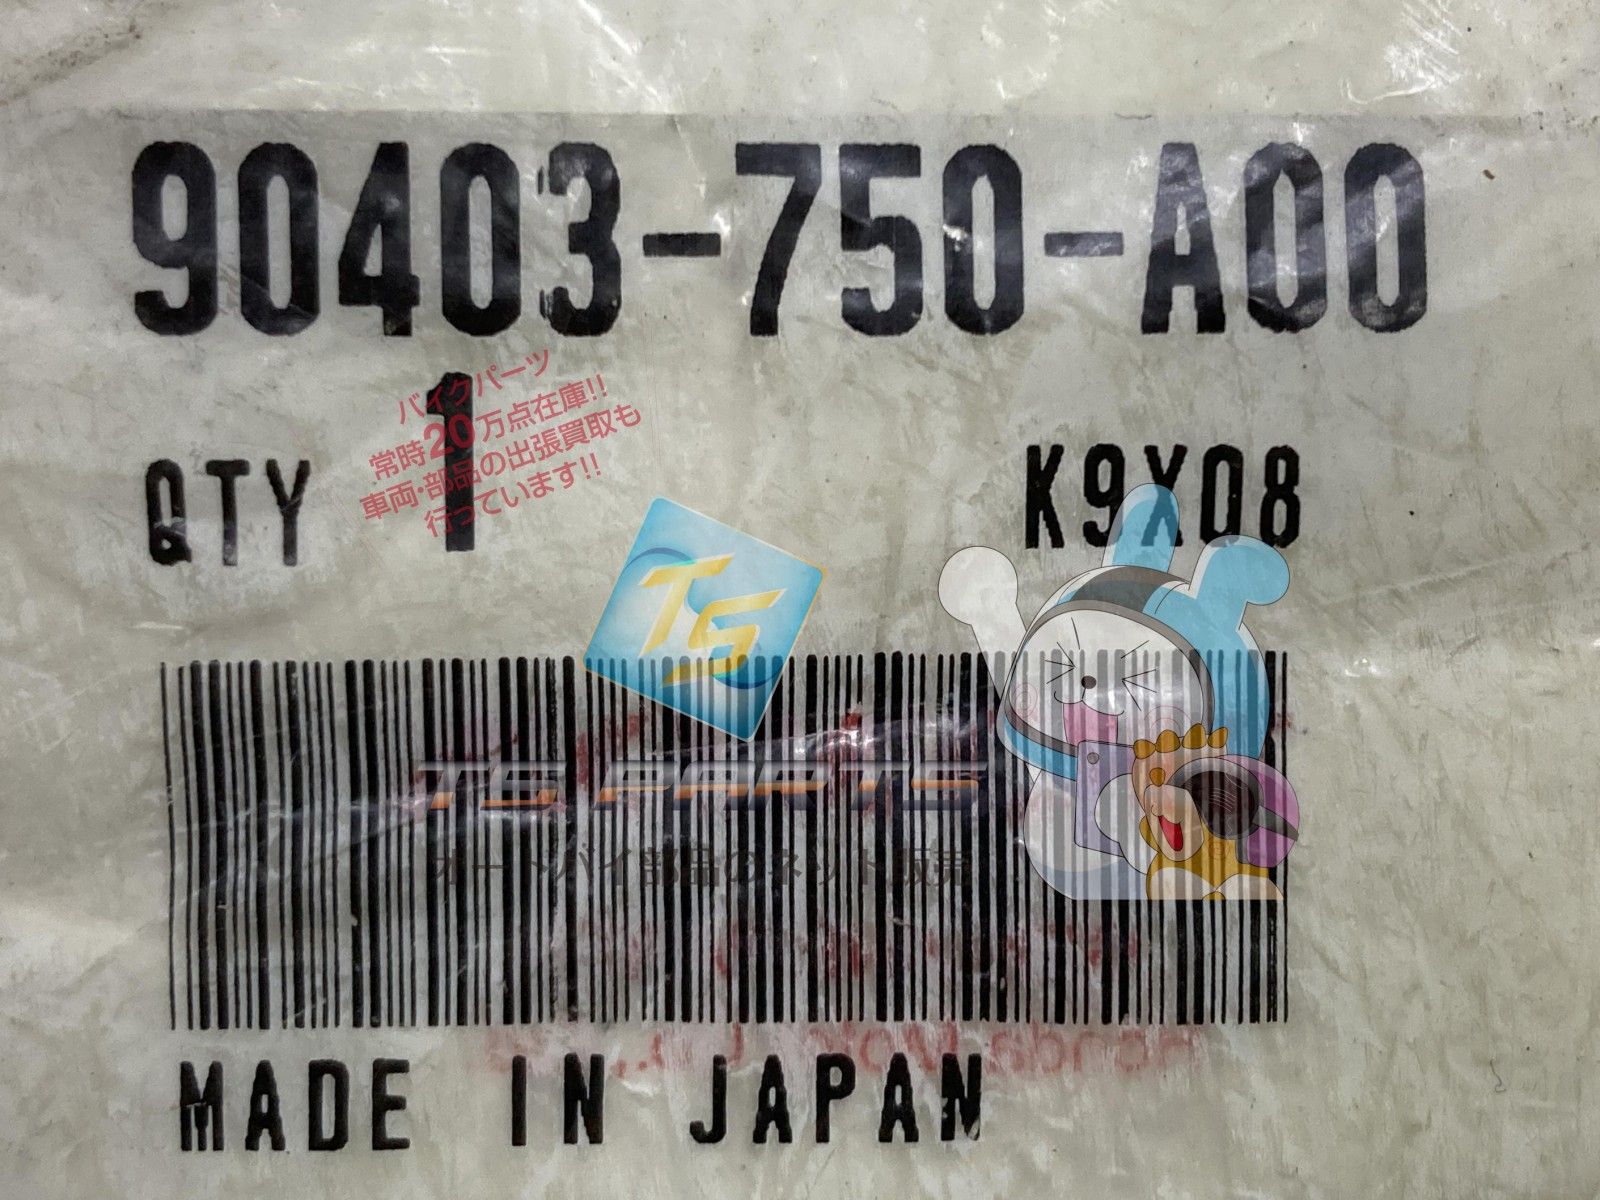 90403-750-A00
バイクパーツ
常時20万点在庫!!
車両・部品の出張買取も
行っています!!
QTY 1 K9X08
TS
TS PARTS
オートバイ部品のネット販売
MADE IN JAPAN